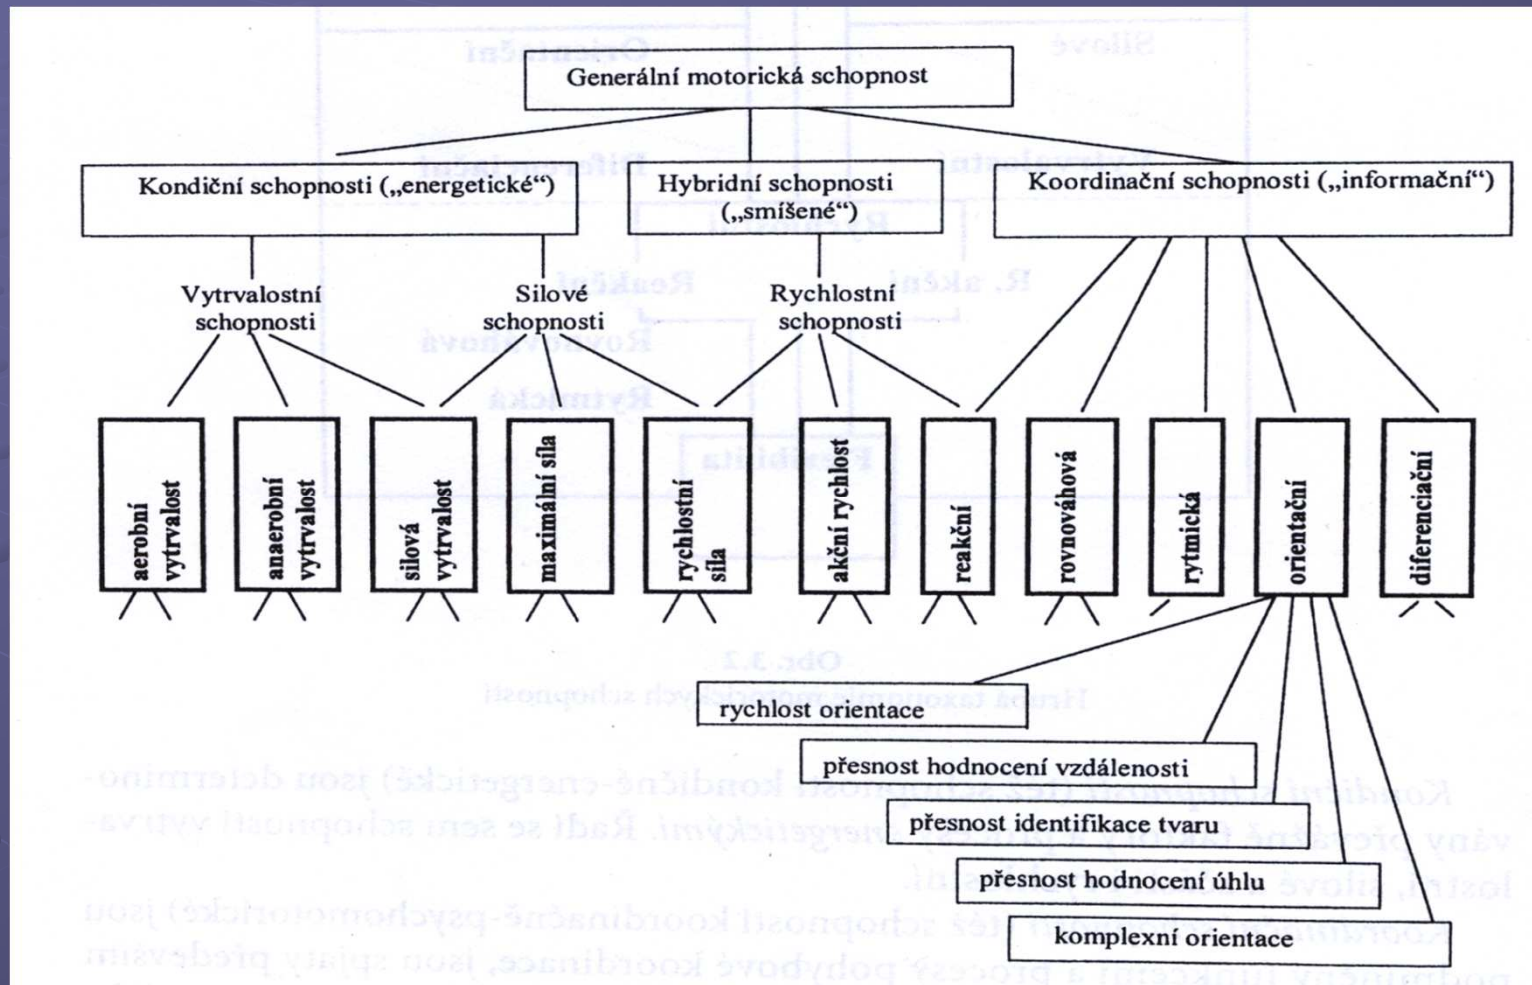 Generální motorická schopnost
Kondiční schopnosti („energetické“)
Hybridní schopnosti
(„smíšené“)
Koordinační schopnosti („informační“)
Vytrvalostní
schopnosti
Silové
schopnosti
Rychlostní
schopnosti
aerobní
vytrvalost
anaerobní
vytrvalost
silová
vytrvalost
maximální síla
rychlostní
síla
akční rychlost
reakční
rovnováhová
rytmická
orientační
diferenciační
rychlost orientace
přesnost hodnocení vzdálenosti
přesnost identifikace tvaru
přesnost hodnocení úhlu
komplexní orientace